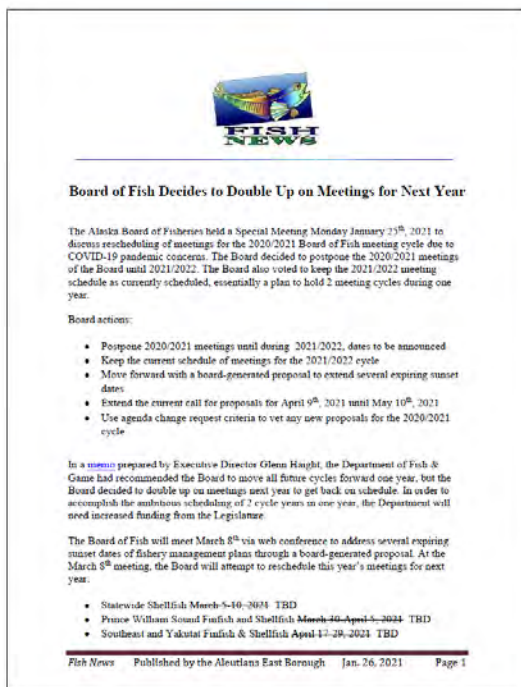 FISH
NEWS
Board of Fish Decides to Double Up on Meetings for Next Year
The Alaska Board of Fisheries held a Special Meeting Monday January 25th, 2021 to
discuss rescheduling of meetings for the 2020/2021 Board of Fish meeting cycle due to
COVID-19 pandemic concerns. The Board decided to postpone the 2020/2021 meetings
of the Board until 2021/2022. The Board also voted to keep the 2021/2022 meeting
schedule as currently scheduled, essentially a plan to hold 2 meeting cycles during one
year.
Board actions:
• Postpone 2020/2021 meetings until during 2021/2022, dates to be announced
• Keep the current schedule of meetings for the 2021/2022 cycle
• Move forward with a board-generated proposal to extend several expiring sunset
dates
• Extend the current call for proposals for April 9th, 2021 until May 10th, 2021
• Use agenda change request criteria to vet any new proposals for the 2020/2021
cycle
In a memo prepared by Executive Director Glenn Haight, the Department of Fish &
Game had recommended the Board to move all future cycles forward one year, but the
Board decided to double up on meetings next year to get back on schedule. In order to
accomplish the ambitious scheduling of 2 cycle years in one year, the Department will
need increased funding from the Legislature.
The Board of Fish will meet March 8th via web conference to address several expiring
sunset dates of fishery management plans through a board-generated proposal. At the
March 8th meeting, the Board will attempt to reschedule this year's meetings for next
year.
• Statewide Shellfish March 5-10, 2021 TBD
• Prince William Sound Finfish and Shellfish March 30-April 5, 2021 TBD
• Southeast and Yakutat Finfish & Shellfish April 17-29, 2021 TBD
Fish News Published by the Aleutians East Borough Jan. 26, 2021 Page 1